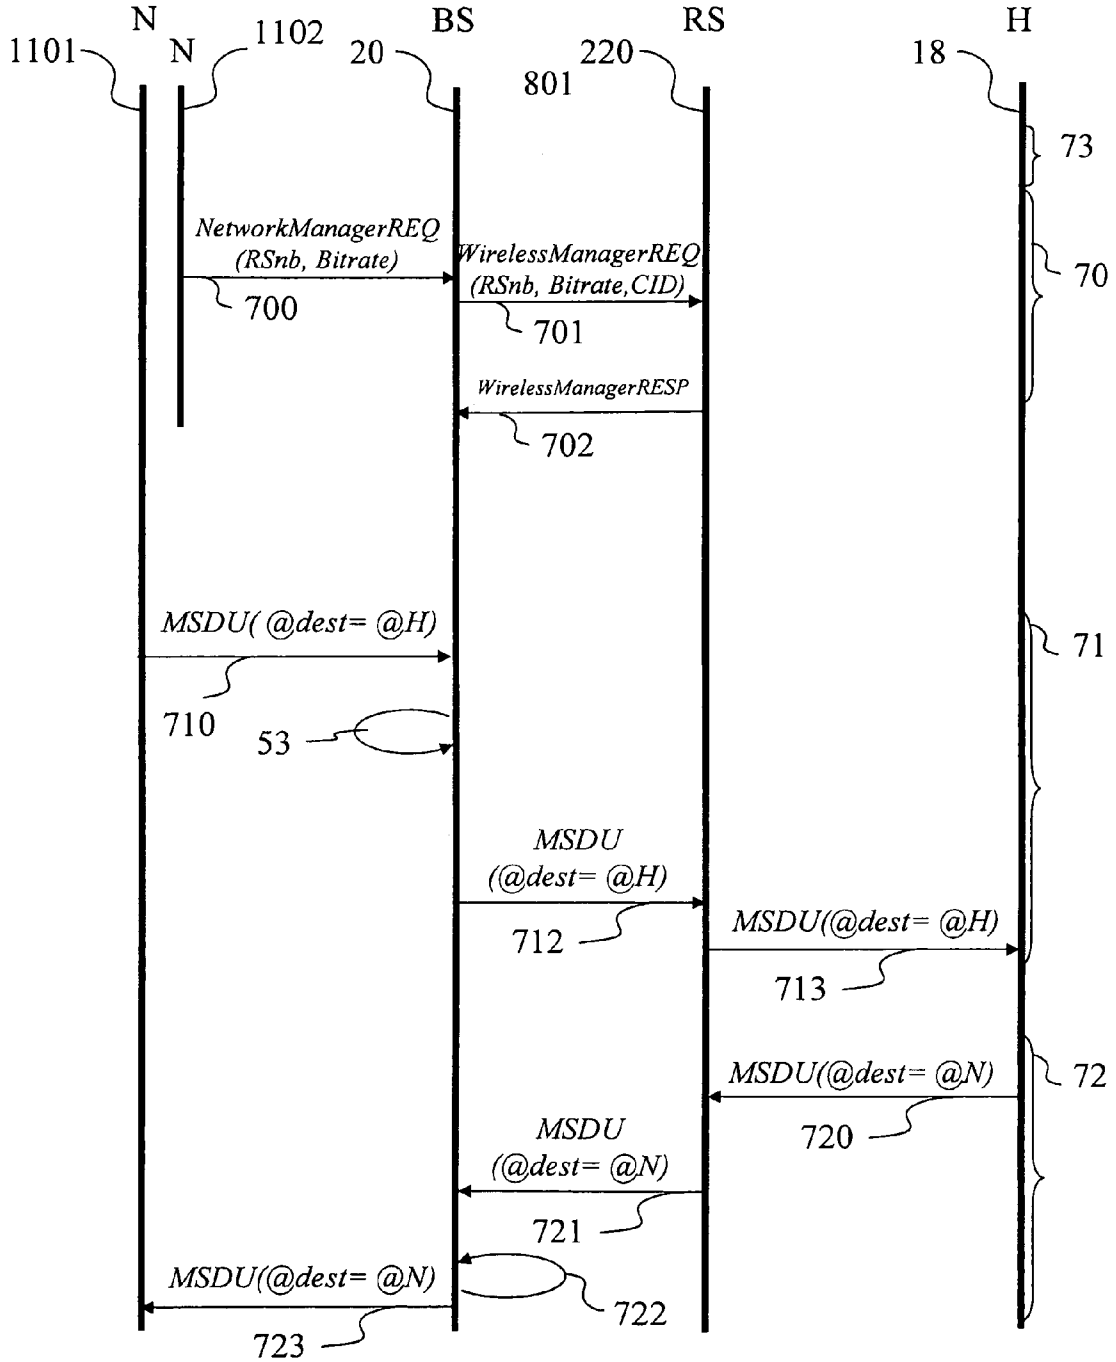 N
BS
RS
H
1101
N
1102
20
801
220
18
73
NetworkManagerREQ
(RSnb, Bitrate)
WirelessManagerREQ
(RSnb, Bitrate,CID)
70
700
701
WirelessManagerRESP
702
MSDU( @dest= @H)
71
710
53
MSDU
(@dest= @H)
712
MSDU(@dest= @H)
713
MSDU(@dest= @N)
72
720
MSDU
(@dest= @N)
721
MSDU(@dest= @N)
722
723